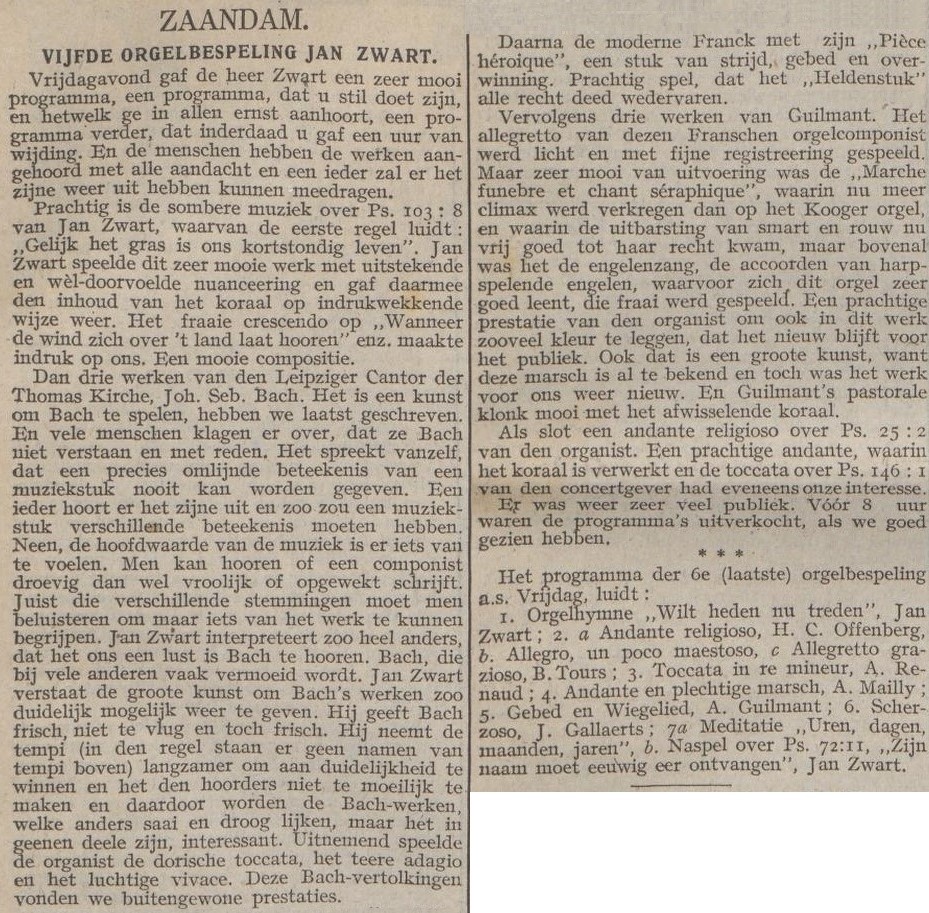 ZAANDAM.
VIJFDE ORGELBESPELING JAN ZWART.
Vrijdagavond gaf de heer Zwart een zeer mooi
programma, een programma, dat u stil doet zijn,
en hetwelk ge in allen ernst aanhoort, een pro-
gramma verder, dat inderdaad u gaf een uur van
wijding. En de menschen hebben de werken aan-
gehoord met alle aandacht en een ieder zal er het
zijne weer uit hebben kunnen meedragen.
Prachtig is de sombere muziek over Ps. 103 : 8
van Jan Zwart, waarvan de eerste regel luidt :
„Gelijk het gras is ons kortstondig leven”. Jan
Zwart speelde dit zeer mooie werk met uitstekende
en wèl-doorvoelde nuanceering en gaf daarmee
den inhoud van het koraal op indrukwekkende
wijze weer. Het fraaie crescendo op „Wanneer
de wind zich over 't land laat hooren” enz. maakte
indruk op ons. Een mooie compositie.
Dan drie werken van den Leipziger Cantor der
Thomas Kirche, Joh. Seb. Bach. Het is een kunst
om Bach te spelen, hebben we laatst geschreven.
En vele menschen klagen er over, dat ze Bach
niet verstaan en met reden. Het spreekt vanzelf,
dat een precies omlijnde beteekenis van een
muziekstuk nooit kan worden gegeven. Een
ieder hoort er het zijne uit en zoo zou een muziek-
stuk verschillende beteekenis moeten hebben.
Neen, de hoofdwaarde van de muziek is er iets van
te voelen. Men kan hooren of een componist
droevig dan wel vroolijk of opgewekt schrijft.
Juist die verschillende stemmingen moet men
beluisteren om maar iets van het werk te kunnen
begrijpen. Jan Zwart interpreteert zoo heel anders,
dat het ons een lust is Bach te hooren. Bach, die
bij vele anderen vaak vermoeid wordt. Jan Zwart
verstaat de groote kunst om Bach's werken zoo
duidelijk mogelijk weer te geven. Hij geeft Bach
frisch, niet te vlug en toch frisch. Hij neemt de
tempi (in den regel staan er geen namen van
tempi boven) langzamer om aan duidelijkheid te
winnen en het den hoorders niet te moeilijk te
maken en daardoor worden de Bach-werken,
welke anders saai en droog lijken, maar het in
geenen deele zijn, interessant. Uitnemend speelde
de organist de dorische toccata, het teere adagio
en het luchtige vivace. Deze Bach-vertolkingen
vonden we buitengewone prestaties.
Daarna de moderne Franck met zijn „Pièce
héroique”, een stuk van strijd, gebed en over-
winning. Prachtig spel, dat het „Heldenstuk”
alle recht deed wedervaren.
Vervolgens drie werken van Guilmant. Het
allegretto van dezen Franschen orgelcomponist
werd licht en met fijne registreering gespeeld.
Maar zeer mooi van uitvoering was de „Marche
funebre et chant séraphique”, waarin nu meer
climax werd verkregen dan op het Kooger orgel,
en waarin de uitbarsting van smart en rouw nu
vrij goed tot haar recht kwam, maar bovenal
was het de engelenzang, de accoorden van harp-
spelende engelen, waarvoor zich dit orgel zeer
goed leent, die fraai werd gespeeld. Een prachtige
prestatie van den organist om ook in dit werk
zooveel kleur te leggen, dat het nieuw blijft voor
het publiek. Ook dat is een groote kunst, want
deze marsch is al te bekend en toch was het werk
voor ons weer nieuw. En Guilmant's pastorale
klonk mooi met het afwisselende koraal.
Als slot een andante religioso over Ps. 25 : 2
van den organist. Een prachtige andante, waarin
het koraal is verwerkt en de toccata over Ps. 146 : 1
van den concertgever had eveneens onze interesse.
Er was weer zeer veel publiek. Vóór 8 uur
waren de programma's uitverkocht, als we goed
gezien hebben.
* * *
Het programma der 6e (laatste) orgelbespeling
a.s. Vrijdag, luidt :
1. Orgelhymne „Wilt heden nu treden”, Jan
Zwart ; 2. a Andante religioso, H. C. Offenberg,
b. Allegro, un poco maestoso, c Allegretto gra-
zioso, B. Tours ; 3. Toccata in re mineur, A. Re-
naud ; 4. Andante en plechtige marsch, A. Mailly ;
5. Gebed en Wiegelied, A. Guilmant ; 6. Scher-
zoso, J. Gallaerts ; 7a Meditatie „Uren, dagen,
maanden, jaren”, b. Naspel over Ps. 72:11, „Zijn
naam moet eeuwig eer ontvangen”, Jan Zwart.